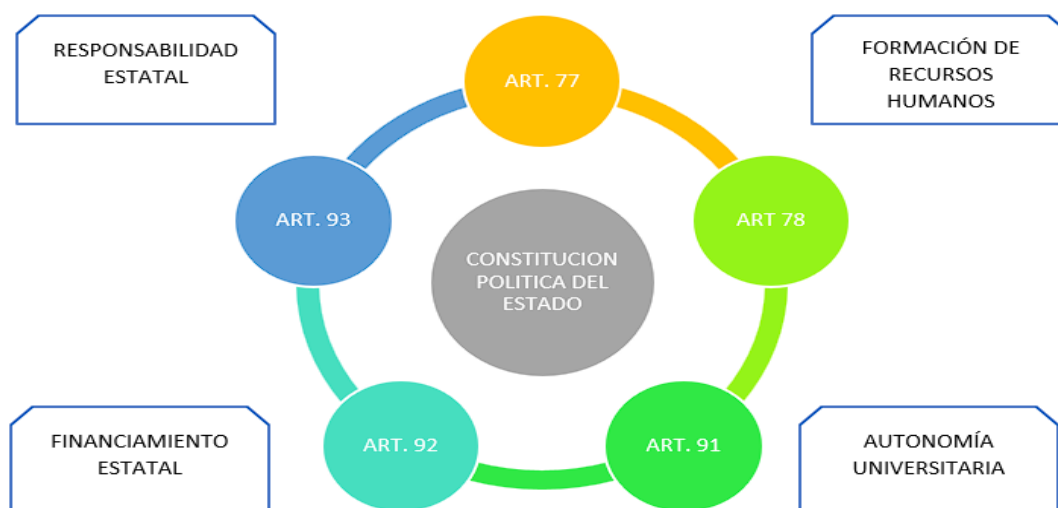 RESPONSABILIDAD
ESTATAL
ART. 77
FORMACIÓN DE
RECURSOS
HUMANOS
ART. 93
ART 78
CONSTITUCION
POLITICA DEL
ESTADO
FINANCIAMIENTO
ESTATAL
ART. 92
ART. 91
AUTONOMÍA
UNIVERSITARIA